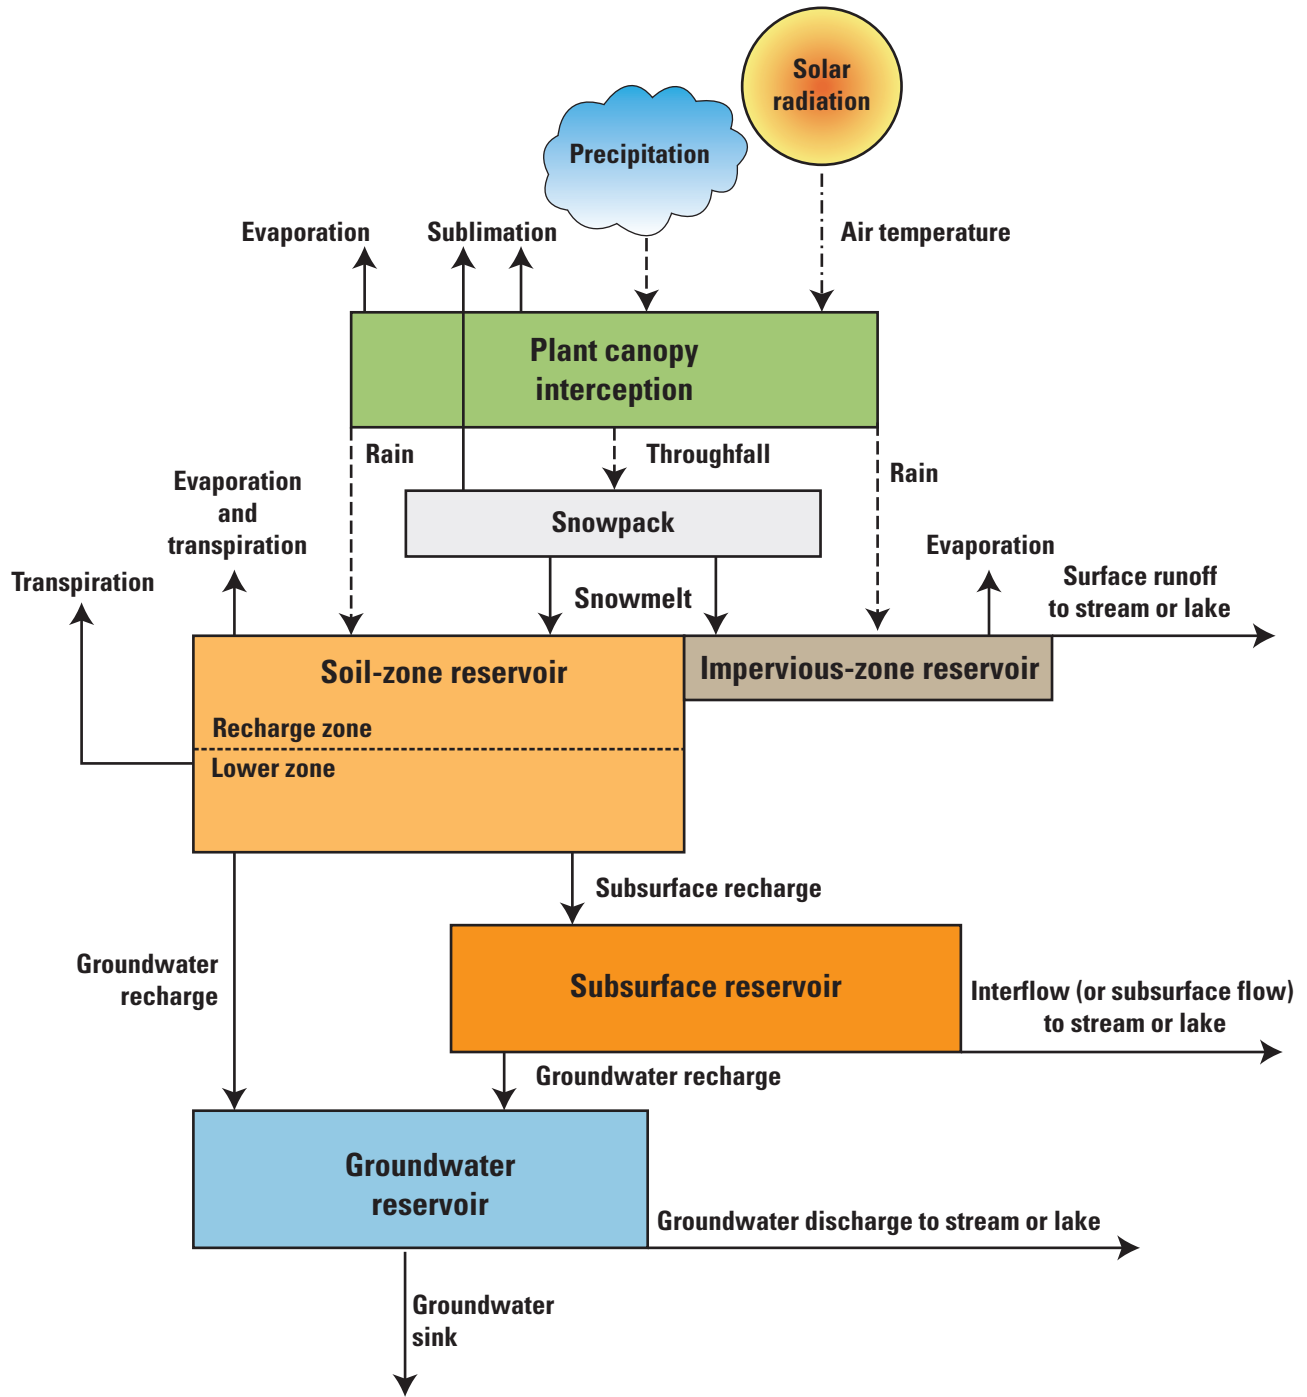 Solar
radiation
Precipitation
Evaporation
Sublimation
Air temperature
Plant canopy
interception
Rain
Throughfall
Rain
Evaporation
and
transpiration
Snowpack
Evaporation
Transpiration
Snowmelt
Surface runoff
to stream or lake
Soil-zone reservoir
Impervious-zone reservoir
Recharge zone
Lower zone
Subsurface recharge
Groundwater
recharge
Subsurface reservoir
Interflow (or subsurface flow)
to stream or lake
Groundwater recharge
Groundwater
reservoir
Groundwater discharge to stream or lake
Groundwater
sink